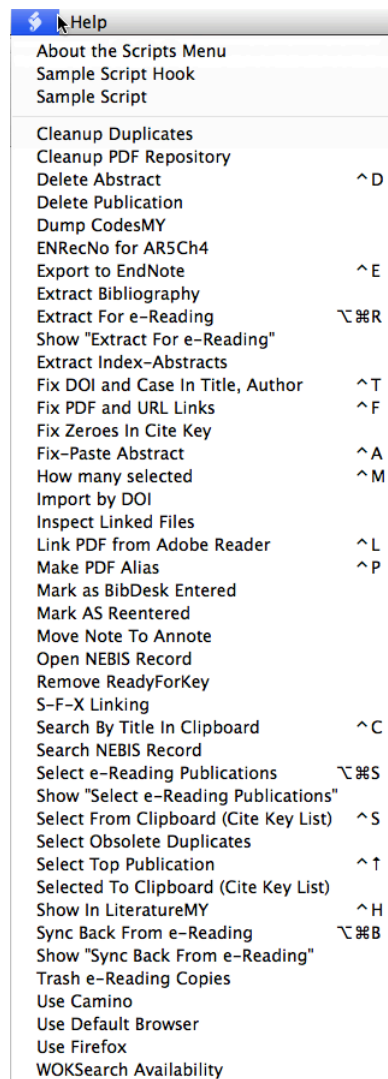 Help
About the Scripts Menu
Sample Script Hook
Sample Script
Cleanup Duplicates
Cleanup PDF Repository
Delete Abstract ^D
Delete Publication
Dump CodesMY
ENRecNo for AR5Ch4
Export to EndNote ^E
Extract Bibliography
Extract For e-Reading ⌥⌘R
Show "Extract For e-Reading"
Extract Index-Abstracts
Fix DOI and Case In Title, Author ^T
Fix PDF and URL Links ^F
Fix Zeroes In Cite Key
Fix-Paste Abstract ^A
How many selected ^M
Import by DOI
Inspect Linked Files
Link PDF from Adobe Reader ^L
Make PDF Alias ^P
Mark as BibDesk Entered
Mark AS Reentered
Move Note To Annote
Open NEBIS Record
Remove ReadyForKey
S-F-X Linking
Search By Title In Clipboard ^C
Search NEBIS Record
Select e-Reading Publications ⌥⌘S
Show "Select e-Reading Publications"
Select From Clipboard (Cite Key List) ^S
Select Obsolete Duplicates
Select Top Publication ^↑
Selected To Clipboard (Cite Key List)
Show In LiteratureMY ^H
Sync Back From e-Reading ⌥⌘B
Show "Sync Back From e-Reading"
Trash e-Reading Copies
Use Camino
Use Default Browser
Use Firefox
WOKSearch Availability